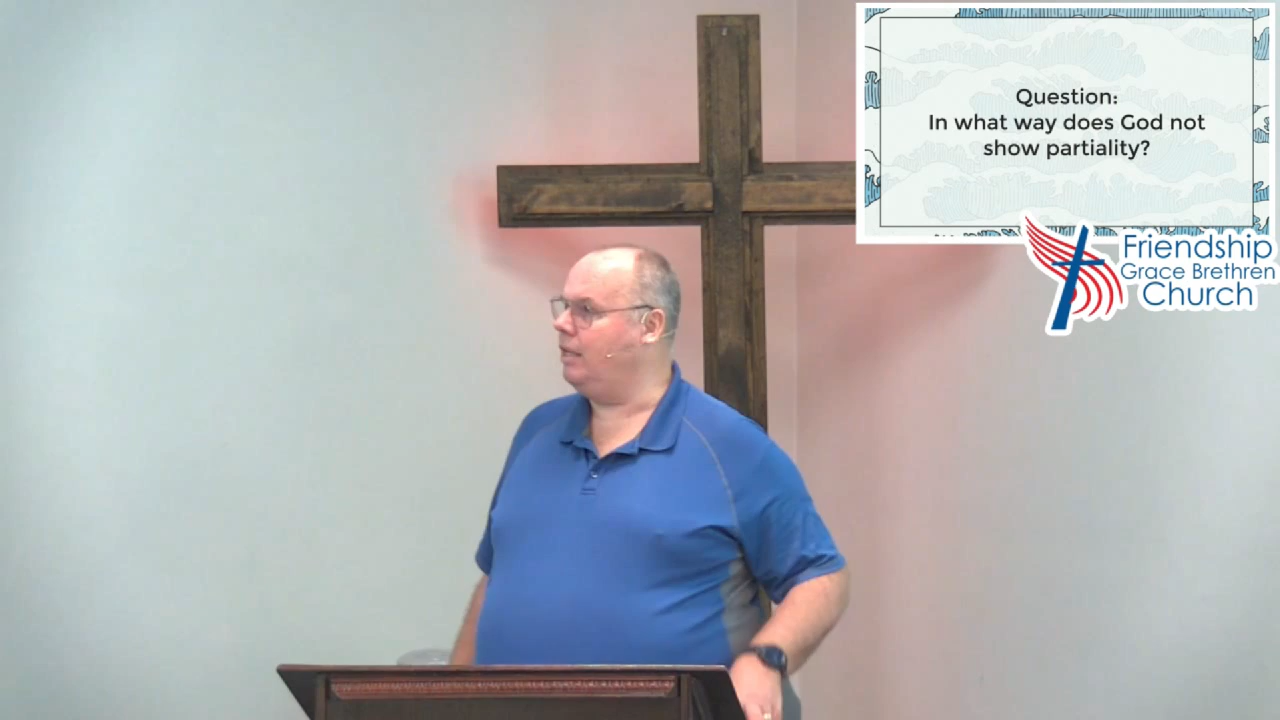 Question:
In what way does God not
show partiality?
Friendship
Grace Brethren
Church